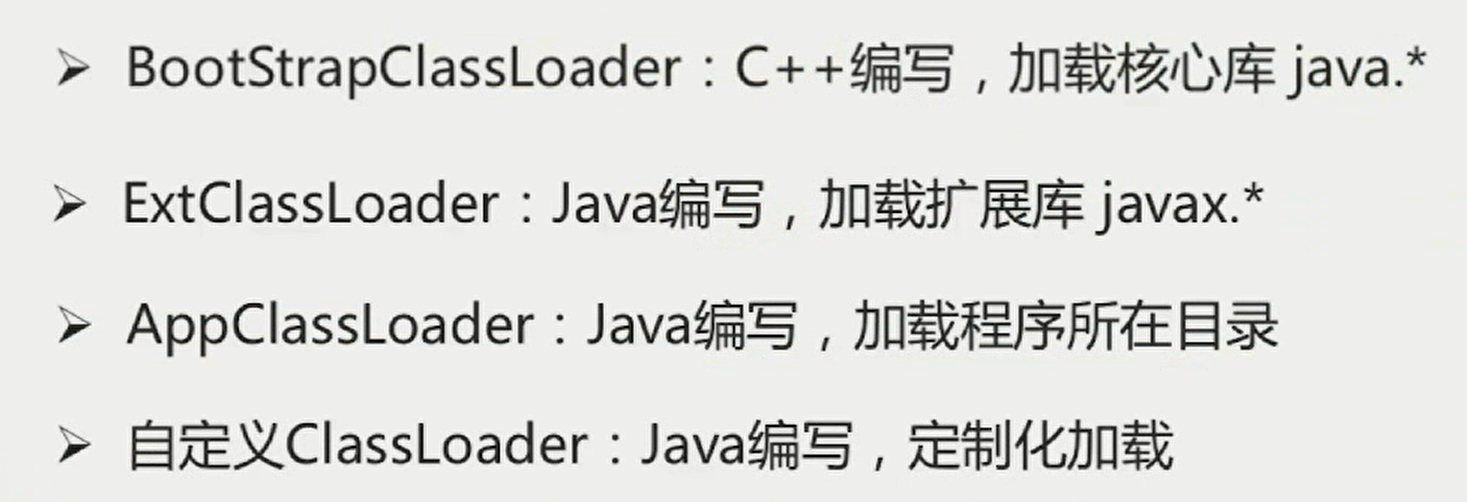 ➢ BootStrapClassLoader：C++编写，加载核心库 java.*
➢ ExtClassLoader：Java编写，加载扩展库 javax.*
➢ AppClassLoader：Java编写，加载程序所在目录
➢ 自定义ClassLoader：Java编写，定制化加载